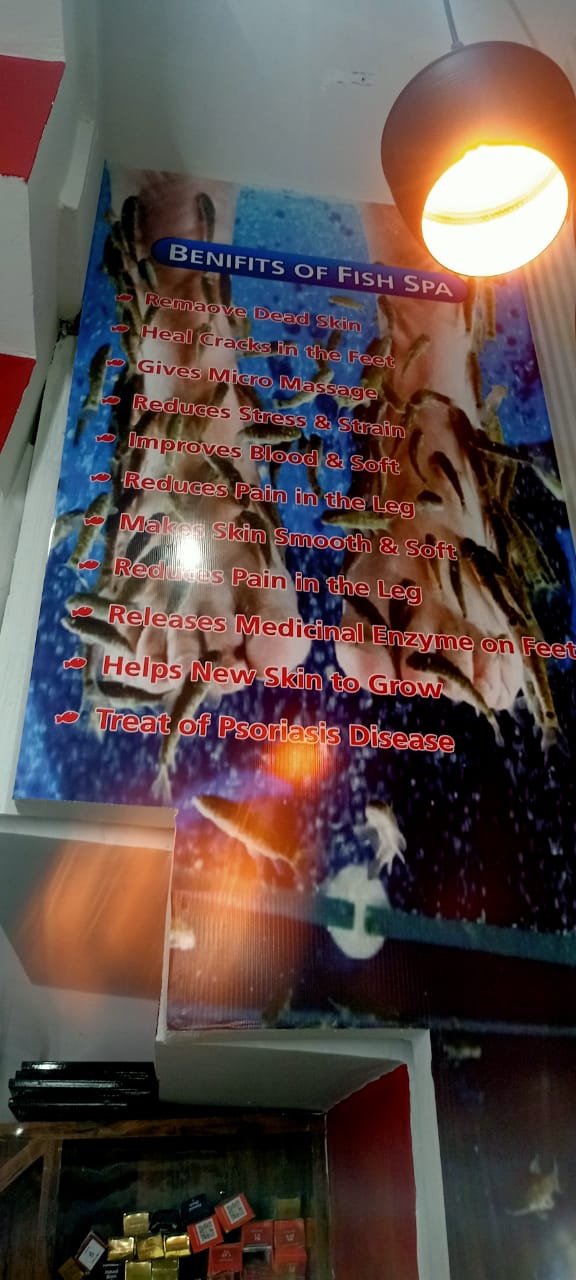 BENIFITS OF FISH SPA
Remaove Dead Skin
Heal Cracks in the Feet
Gives Micro Massage
Reduces Stress & Strain
Improves Blood & Soft
Reduces Pain in the Leg
Makes Skin Smooth & Soft
Reduces Pain in the Leg
Releases Medicinal Enzyme on Feet
Helps New Skin to Grow
Treat of Psoriasis Disease